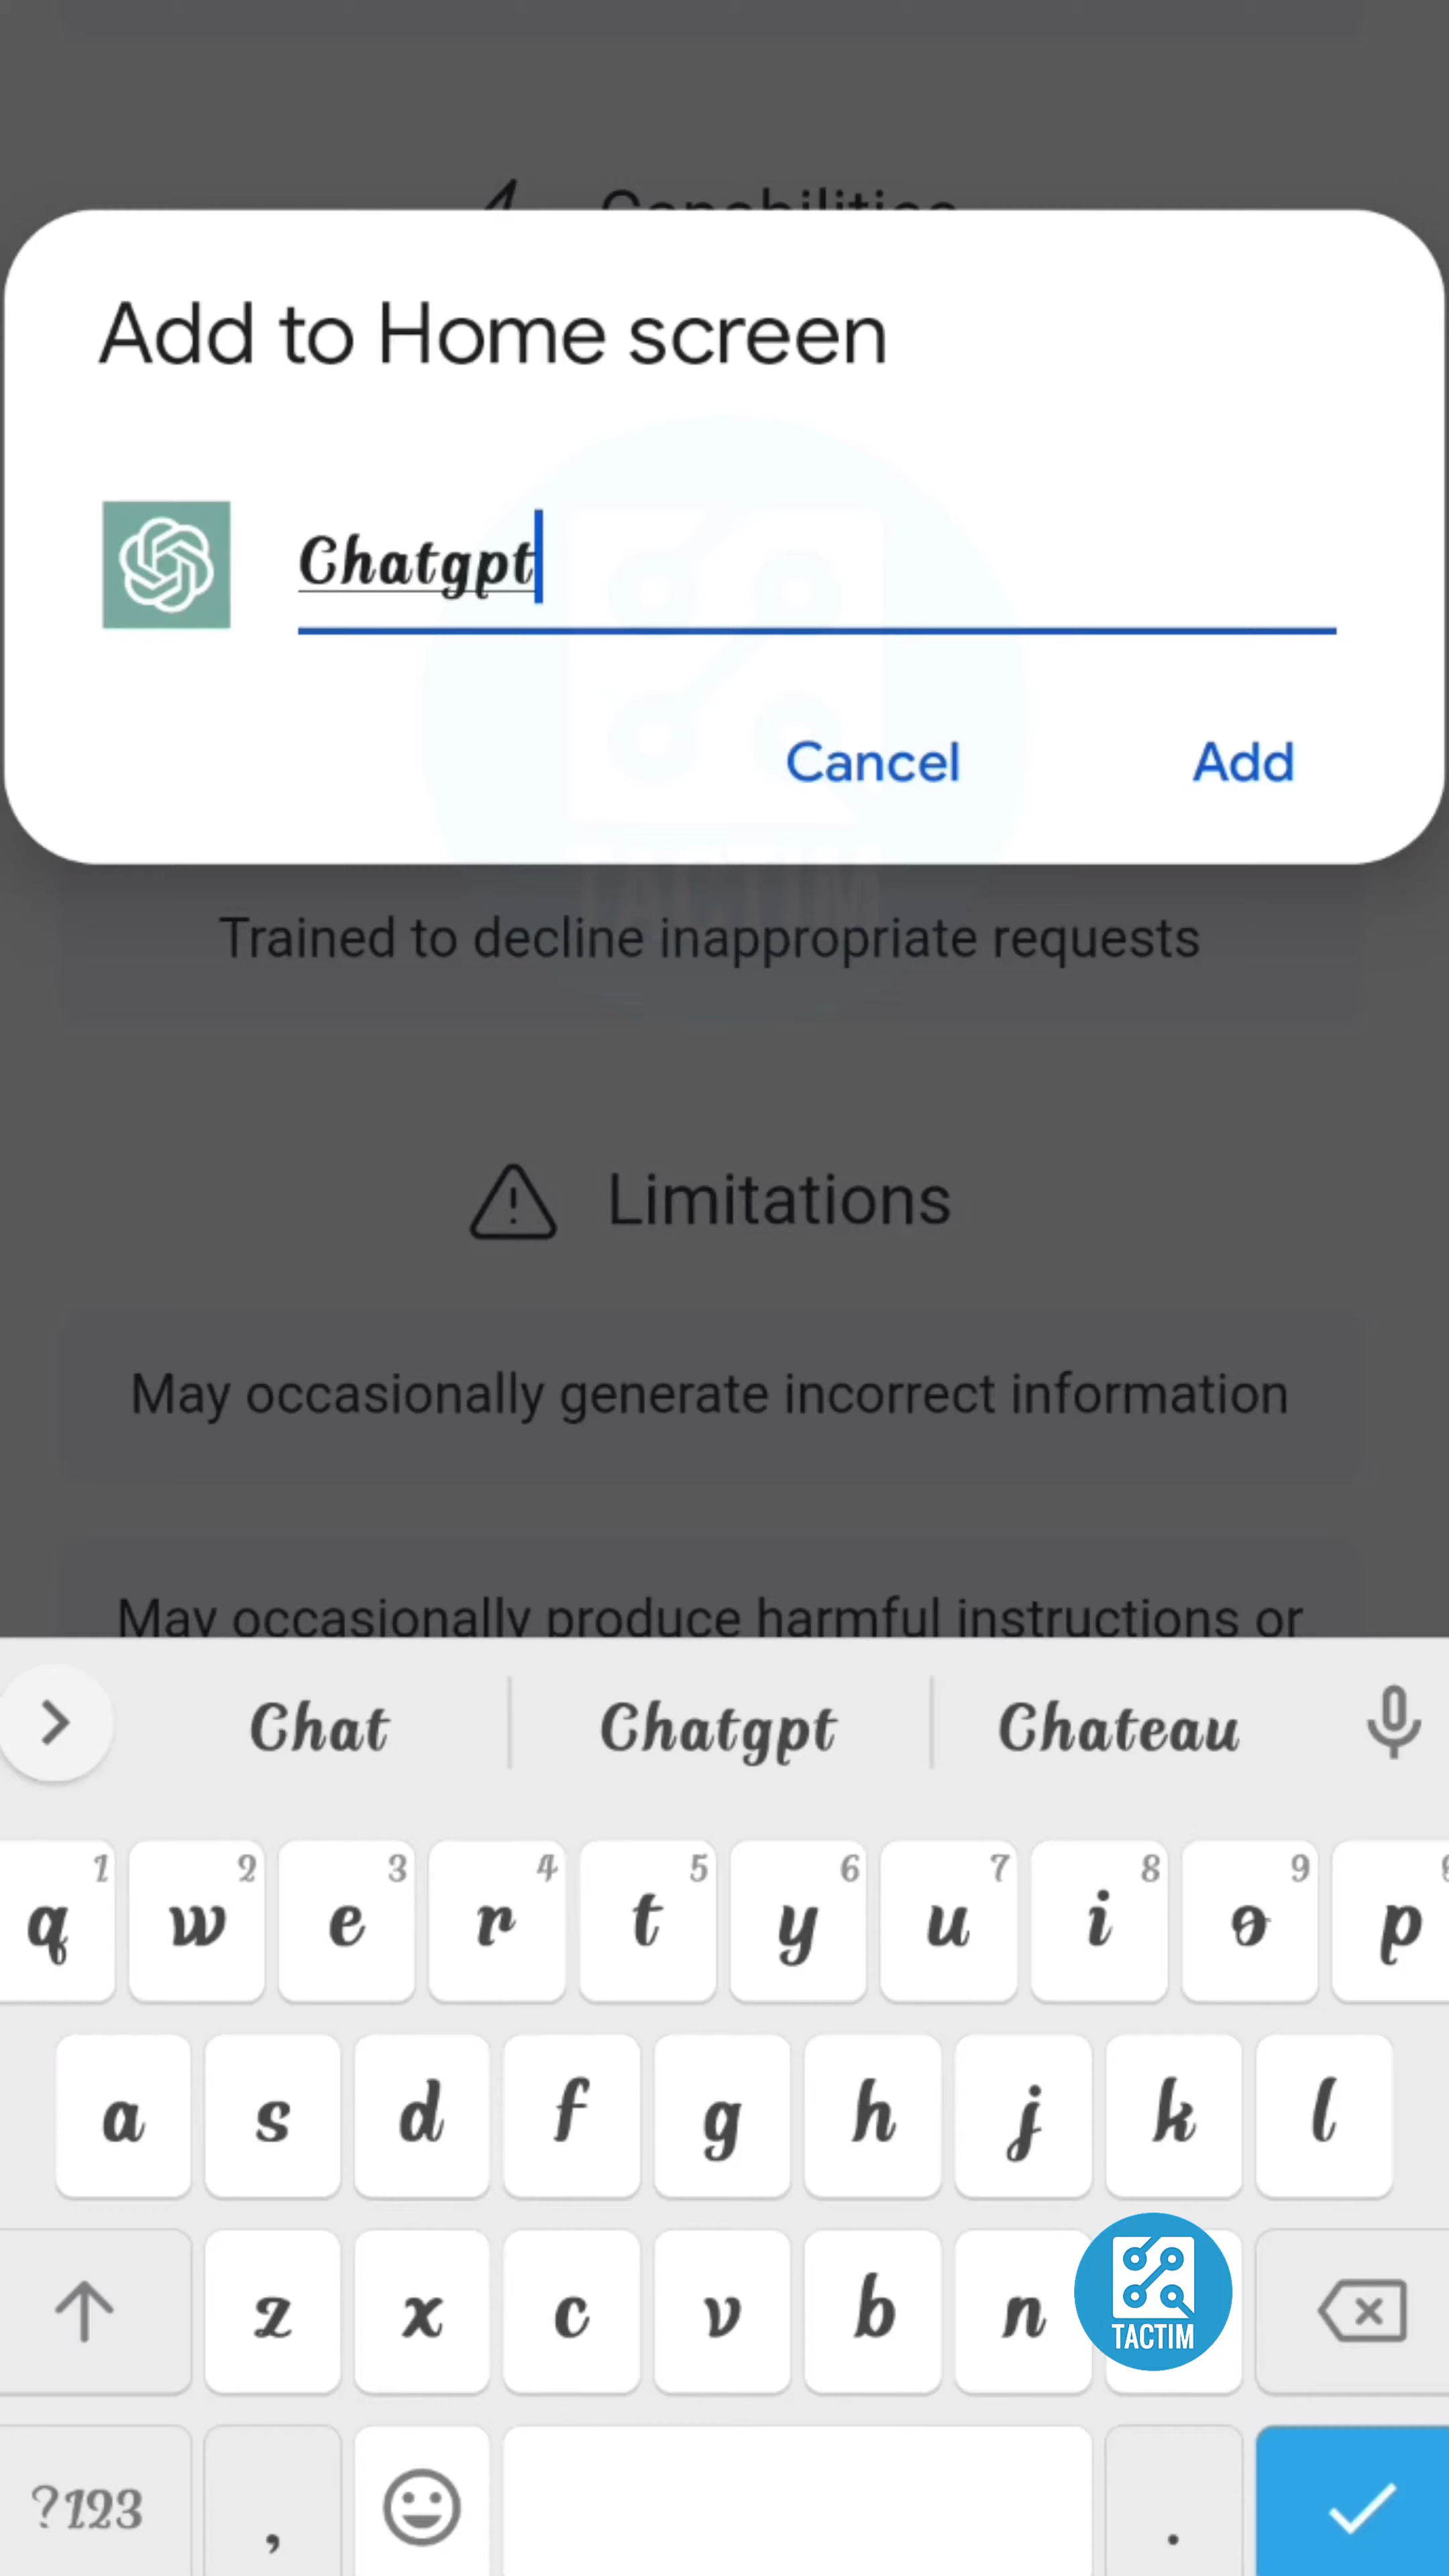 Capabilities
Add to Home screen
Chatgpt
Cancel Add
TACTIM
Trained to decline inappropriate requests
Limitations
May occasionally generate incorrect information
May occasionally produce harmful instructions or
Chat Chatgpt Chateau
1 2 3 4 5 6 7 8 9
q w e r t y u i o p
a s d f g h j k l
z x c v b n
TACTIM
?123 , .